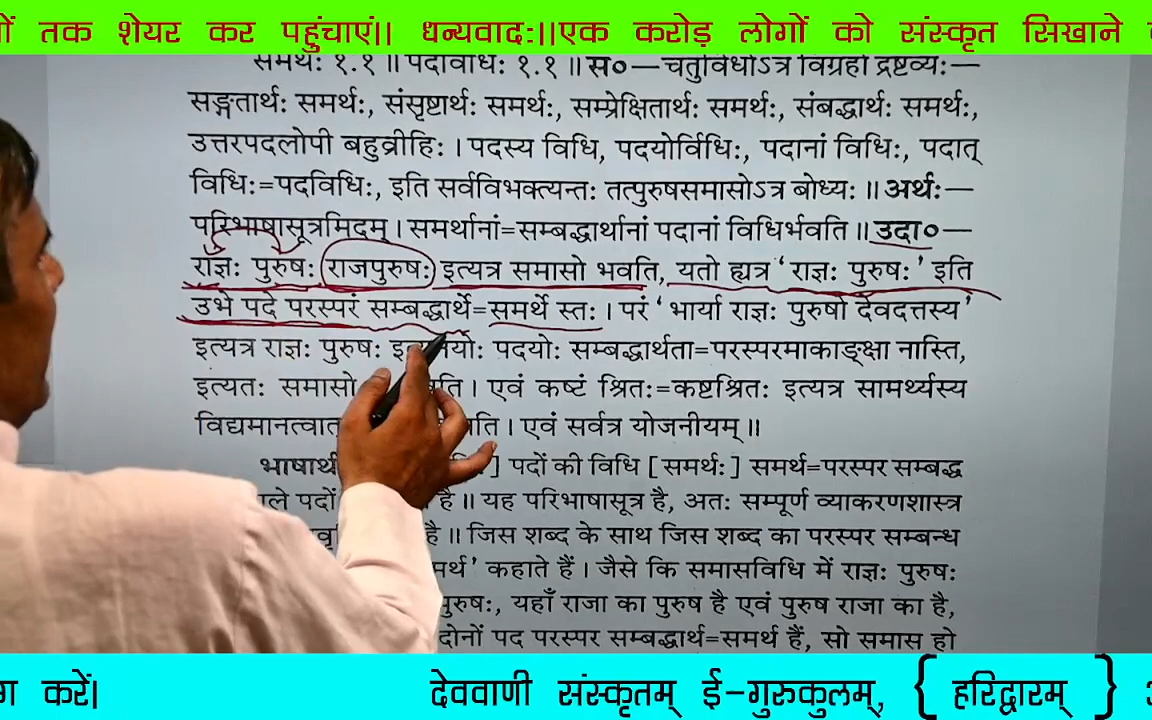 तक शेयर कर पहुंचाएं|| धन्यवादः||एक करोड़ लोगों को संस्कृत सिखाने
समर्थः १.१ ॥ पदविधिः १.१ ॥ स०—चतुर्विधोऽत्र विग्रहो द्रष्टव्यः—
सङ्गतार्थः समर्थः, संसृष्टार्थः समर्थः, सम्प्रेक्षितार्थः समर्थः, संबद्धार्थः समर्थः,
उत्तरपदलोपी बहुव्रीहिः । पदस्य विधि, पदयोर्विधिः, पदानां विधिः, पदात्
विधिः=पदविधिः, इति सर्वविभक्त्यन्तः तत्पुरुषसमासोऽत्र बोध्यः ॥ अर्थः—
परिभाषासूत्रमिदम् । समर्थानां=सम्बद्धार्थानां पदानां विधिर्भवति ॥ उदा०—
राज्ञः पुरुषः राजपुरुषः इत्यत्र समासो भवति, यतो ह्यत्र ‘ राज्ञः पुरुषः ’ इति
उभे पदे परस्परं सम्बद्धार्थे=समर्थे स्तः । परं ‘ भार्या राज्ञः पुरुषो देवदत्तस्य ’
इत्यत्र राज्ञः पुरुषः पदयोः सम्बद्धार्थता=परस्परमाकाङ्क्षा नास्ति,
इत्यतः समासो । एवं कष्टं श्रितः=कष्टश्रितः इत्यत्र सामर्थ्यस्य
। एवं सर्वत्र योजनीयम् ॥
पदों की विधि [ समर्थः ] समर्थ=परस्पर सम्बद्ध
पदों है ॥ यह परिभाषासूत्र है, अतः सम्पूर्ण व्याकरणशास्त्र
है ॥ जिस शब्द के साथ जिस शब्द का परस्पर सम्बन्ध
कहाते हैं । जैसे कि समासविधि में राज्ञः पुरुषः
यहाँ राजा का पुरुष है एवं पुरुष राजा का है,
दोनों पद परस्पर सम्बद्धार्थ=समर्थ हैं, सो समास हो
करें| देववाणी संस्कृतम् ई-गुरुकुलम्, { हरिद्वारम् }